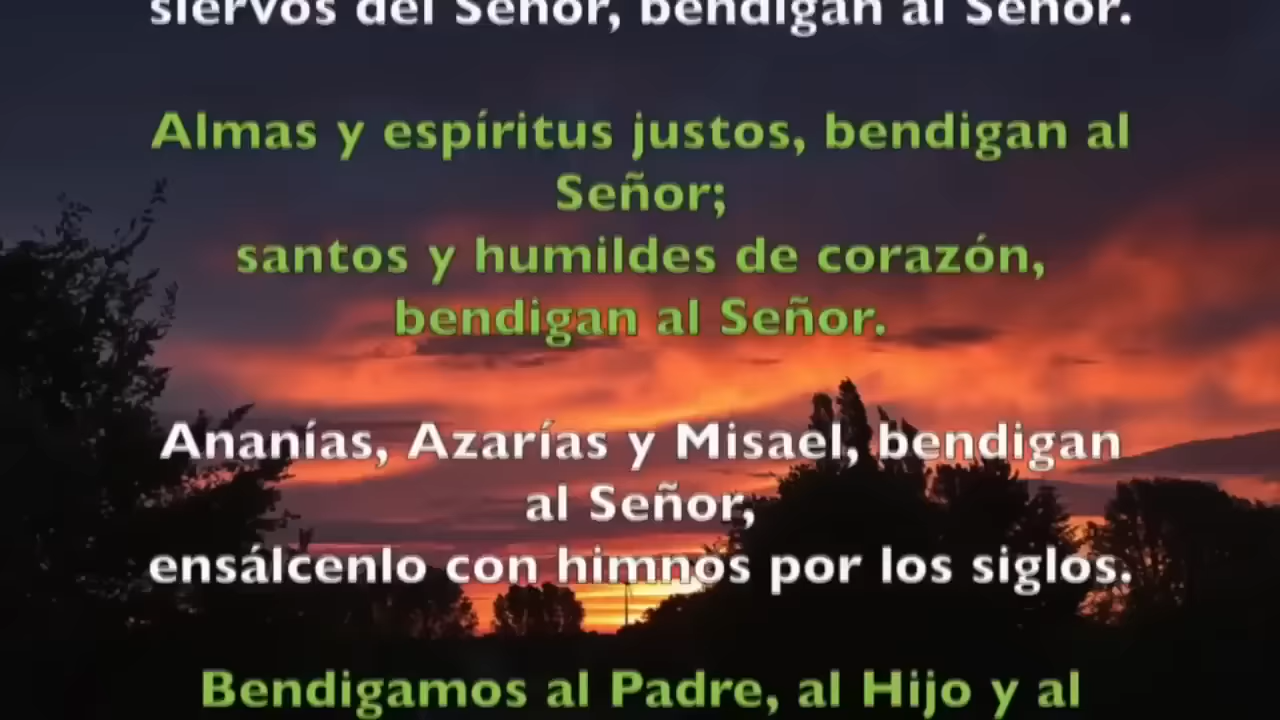 siervos del Señor, bendigan al Señor.
Almas y espíritus justos, bendigan al
Señor;
santos y humildes de corazón,
bendigan al Señor.
Ananías, Azarías y Misael, bendigan
al Señor,
ensálcenlo con himnos por los siglos.
Bendigamos al Padre, al Hijo y al